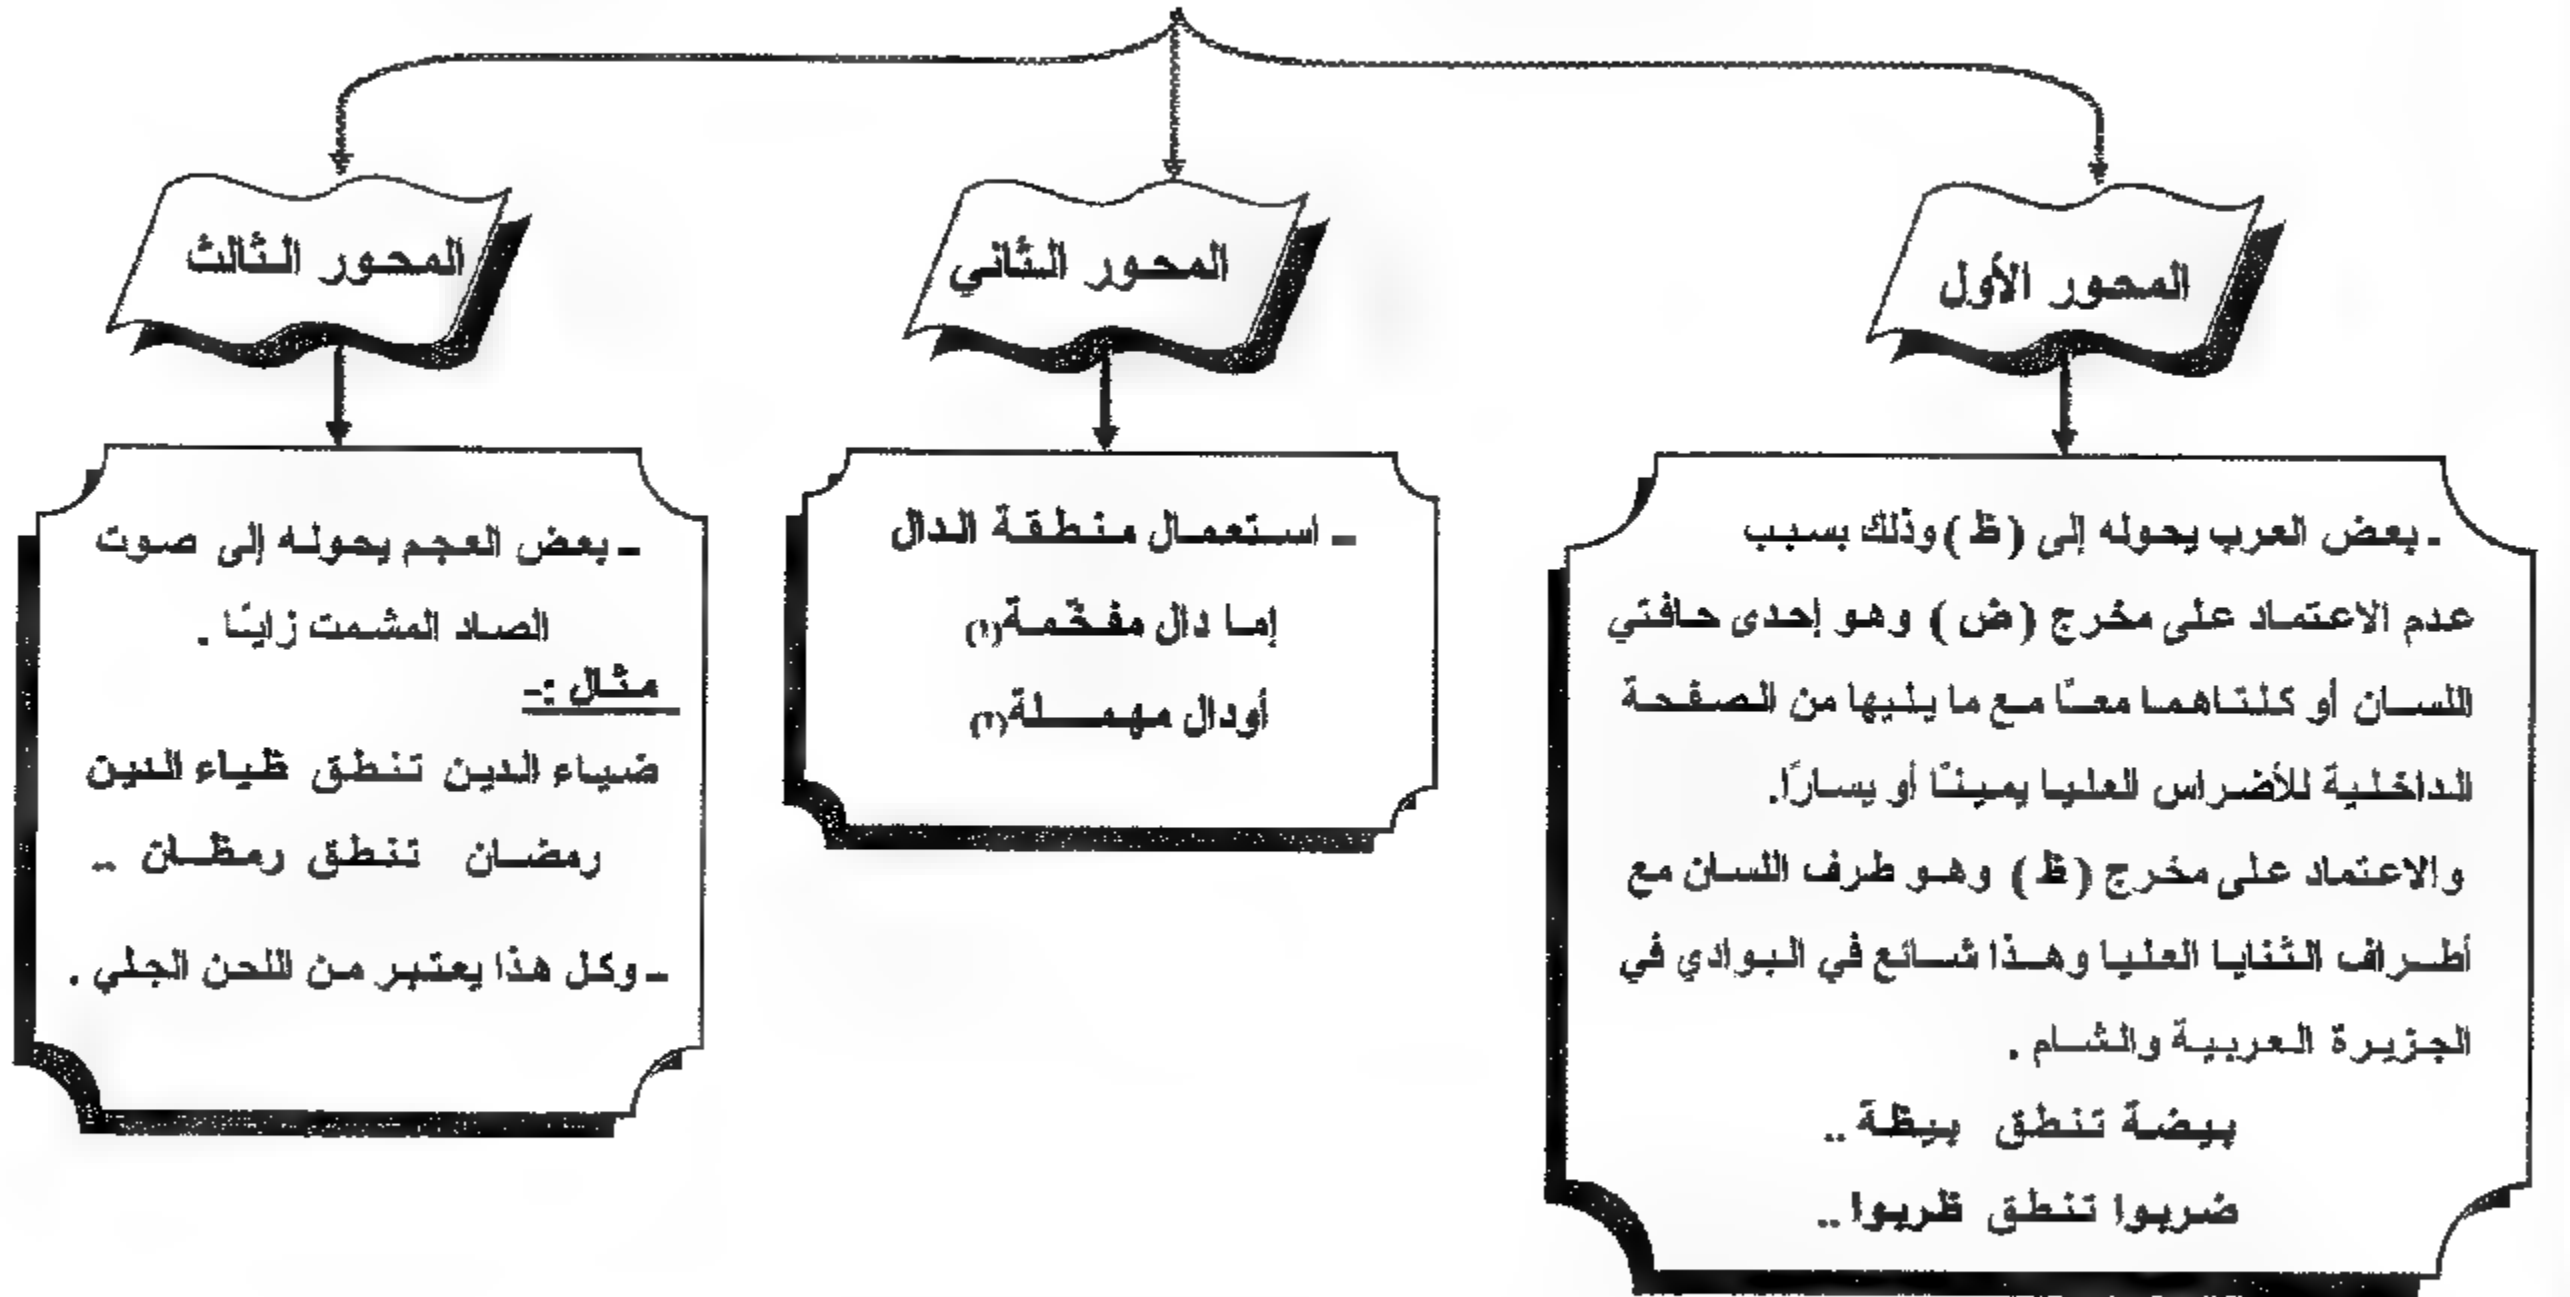 المحور الأول
- بعض العرب يحوله إلى (ظ) وذلك بسبب
عدم الاعتماد على مخرج (ض) وهو إحدى حافتي
اللسان أو كلتاهما معًا مع ما يليها من الصفحة
الداخلية للأضراس العليا يمينًا أو يسارًا.
والاعتماد على مخرج (ظ) وهو طرف اللسان مع
أطراف الثنايا العليا وهذا شائع في البوادي في
الجزيرة العربية والشام .
بيضة تنطق بيظة ..
ضربوا تنطق ظربوا ..
المحور الثاني
- استعمال منطقة الدال
إما دال مفخمة(١)
أودال مهملة(٢)
المحور الثالث
- بعض العجم يحوله إلى صوت
الصاد المشمت زايًا .
مثال :-
ضياء الدين تنطق ظياء الدين
رمضان تنطق رمظان ..
- وكل هذا يعتبر من اللحن الجلي .